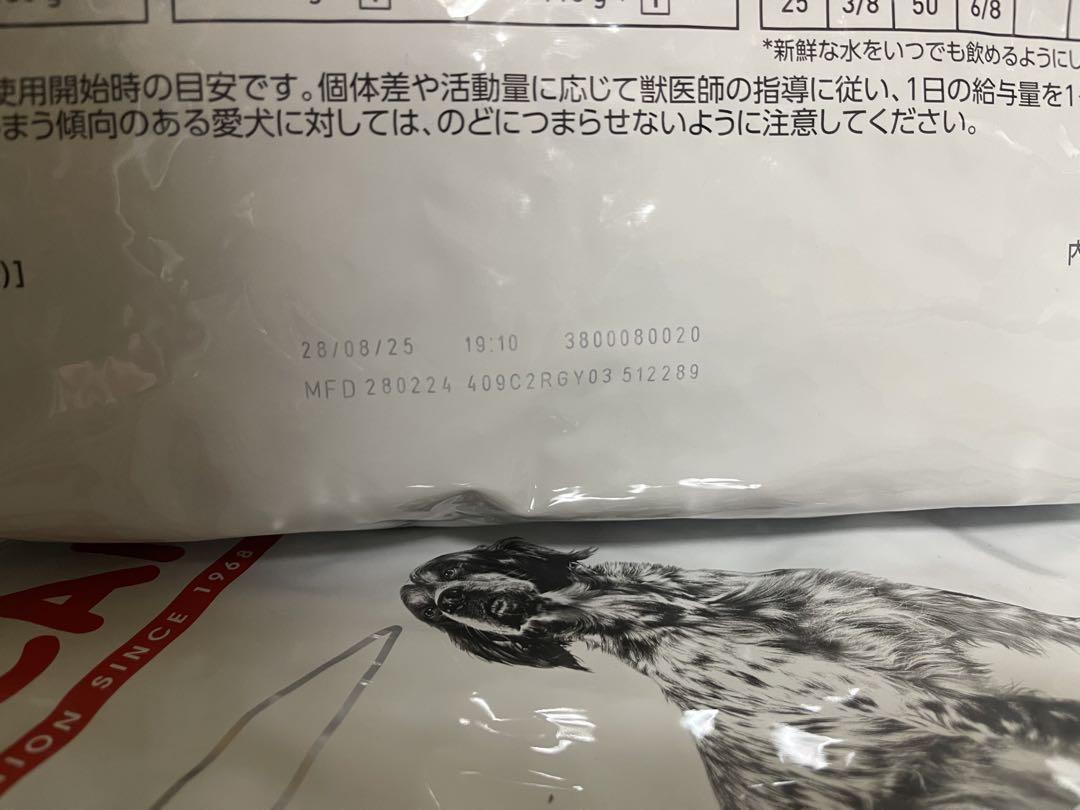 25 3/8 50 6/8
*新鮮な水をいつでも飲めるようにし
使用開始時の目安です。個体差や活動量に応じて獣医師の指導に従い、1日の給与量を1
まう傾向のある愛犬に対しては、のどにつまらせないように注意してください。
)]
内
28/08/25 19:10 3800080020
MFD 280224 409C2RGY03 512289
CA
ION SINCE 1968